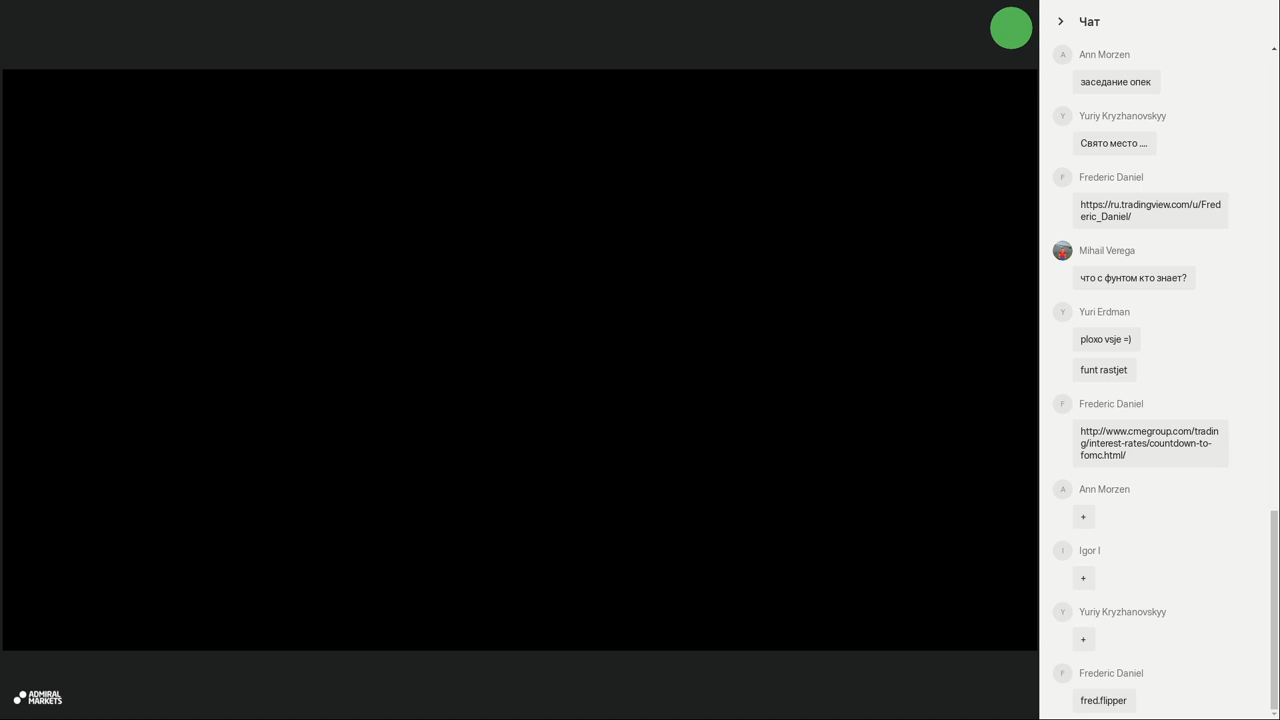 Чат
A Ann Morzen
заседание опек
Y Yuriy Kryzhanovskyy
Свято место ....
F Frederic Daniel
https://ru.tradingview.com/u/Fred
eric_Daniel/
Mihail Verega
что с фунтом кто знает?
Y Yuri Erdman
ploxo vsje =)
funt rastjet
F Frederic Daniel
http://www.cmegroup.com/tradin
g/interest-rates/countdown-to-
fomc.html/
A Ann Morzen
+
I Igor I
+
Y Yuriy Kryzhanovskyy
+
F Frederic Daniel
fred.flipper
ADMIRAL
MARKETS